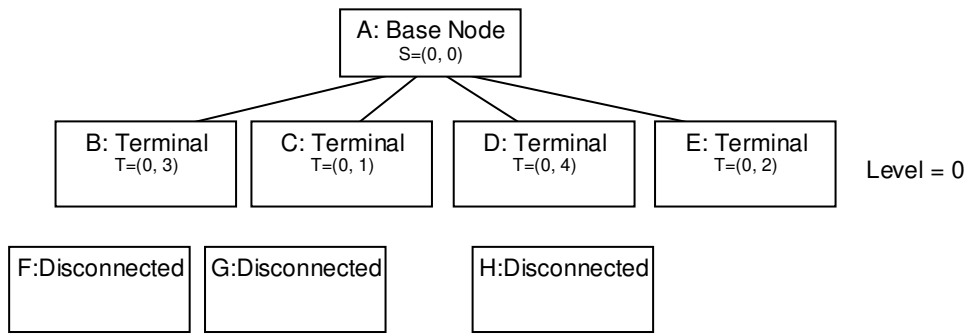 A: Base Node
S=(0, 0)
B: Terminal
T=(0, 3)
C: Terminal
T=(0, 1)
D: Terminal
T=(0, 4)
E: Terminal
T=(0, 2)
Level = 0
F:Disconnected
G:Disconnected
H:Disconnected